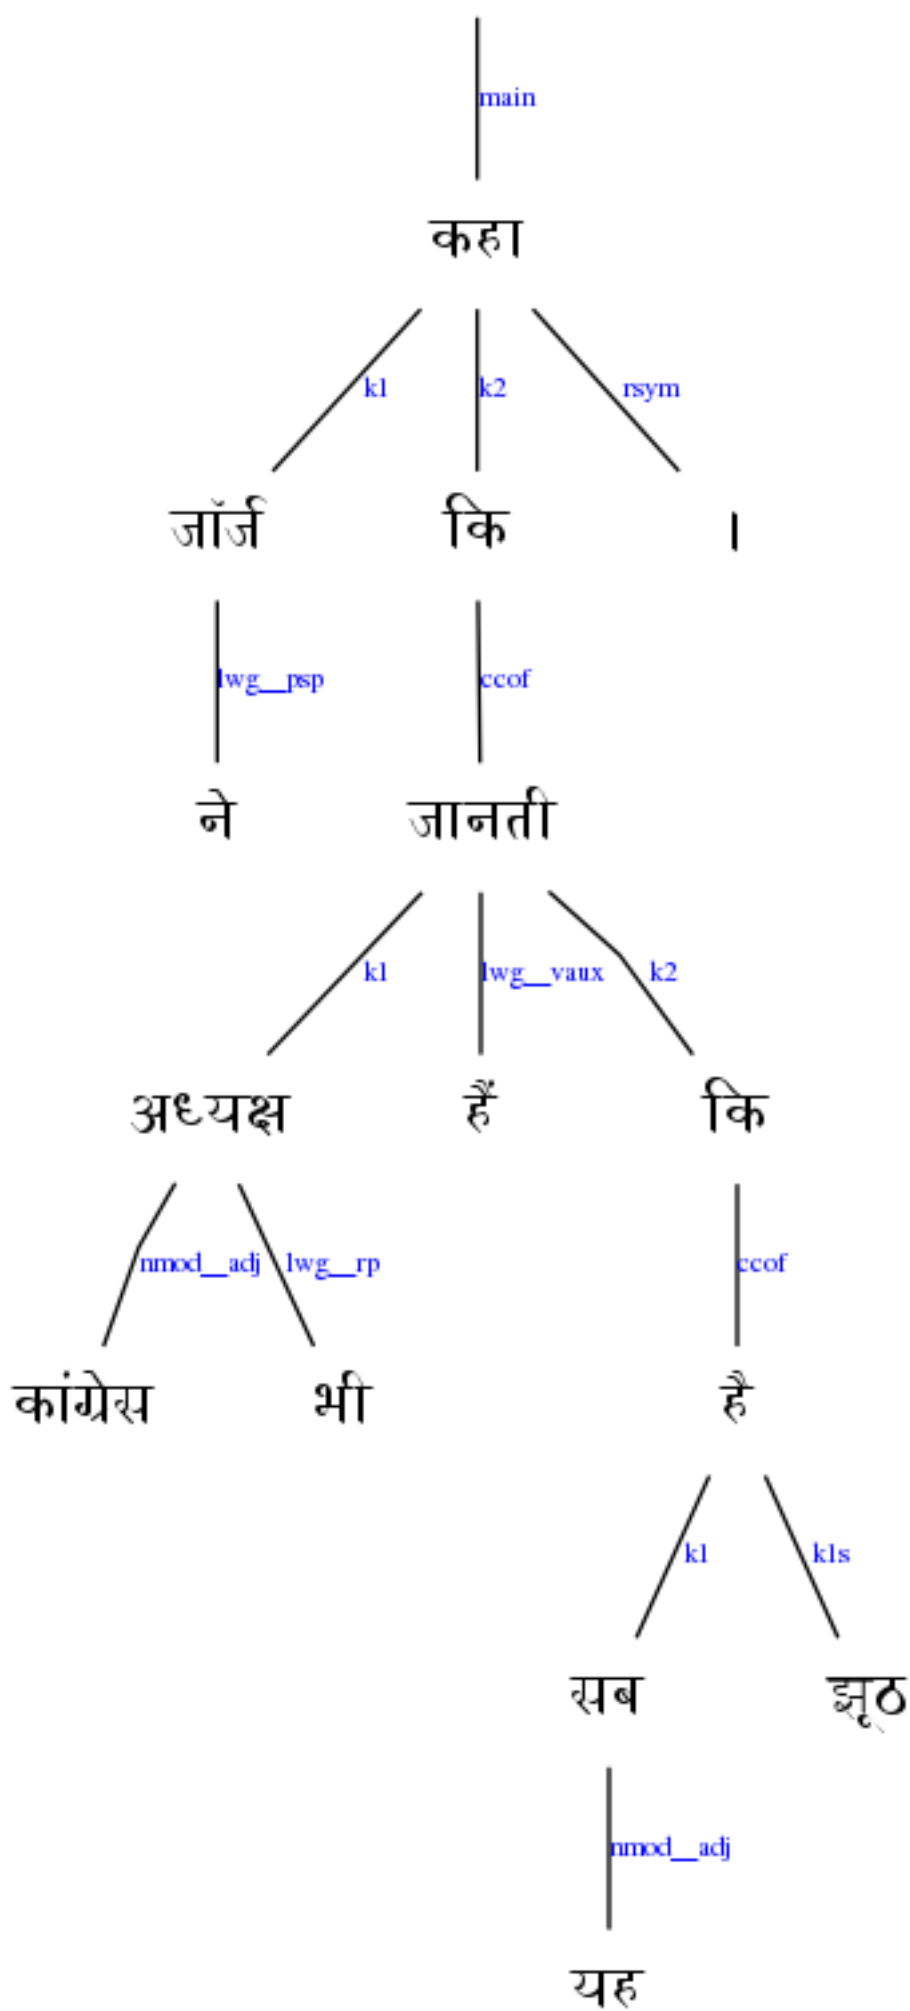 main
कहा
k1 k2 rsym
जॉर्ज कि ।
lwg__psp ccof
ने जानती
k1 lwg__vaux k2
अध्यक्ष हैं कि
nmod__adj lwg__rp ccof
कांग्रेस भी है
k1 k1s
सब झूठ
nmod__adj
यह